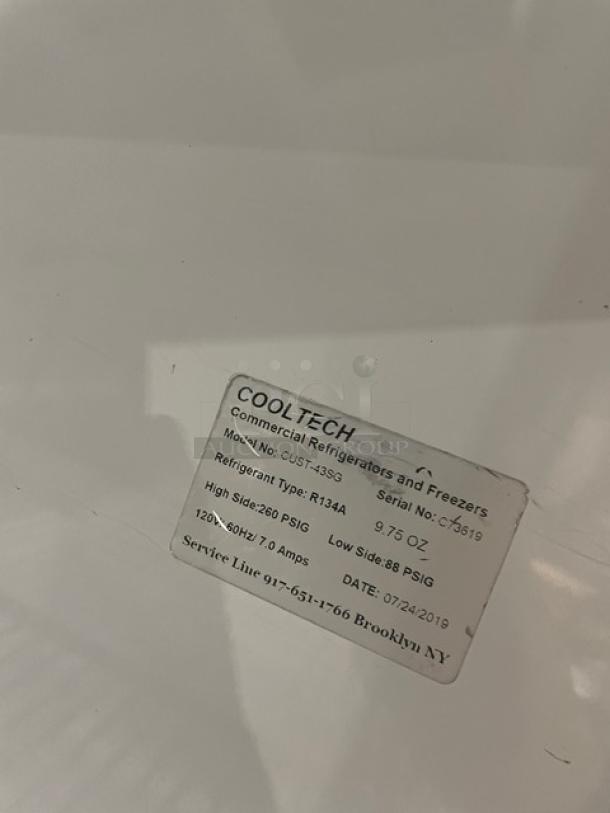 COOLTECH
Commercial Refrigerators and Freezers
Model No: CUST-43SG Serial No: C73619
Refrigerant Type: R134A 9.75 OZ
High Side:260 PSIG Low Side:88 PSIG
120V- 60Hz/ 7.0 Amps DATE: 07/24/2019
Service Line 917-651-1766 Brooklyn NY
AUCTION GROUP